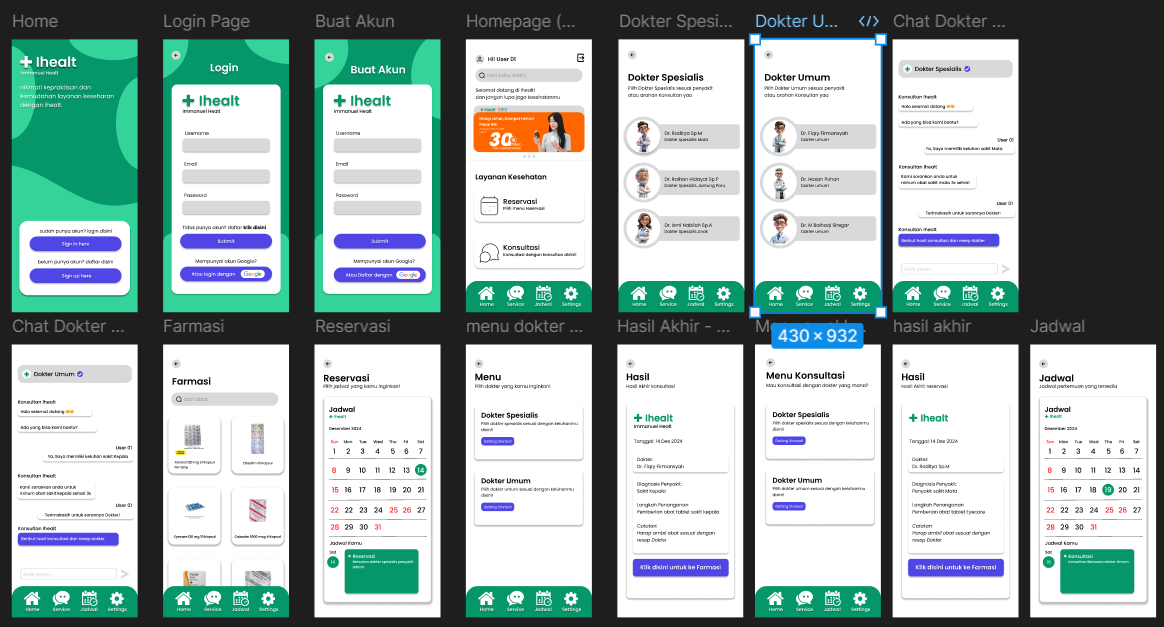 Home
Ihealt
Immanuel Healt
nikmati kepraktisan dan
kemudahan layanan keseharan
dengan ihealt.
sudah punya akun? login disini
Sign in here
belum punya akun? daftar disini
Sign up here
Login Page
Login
Ihealt
Immanuel Healt
Username
Email
Password
Tidak punya akun? daftar klik disini
Submit
Mempunyai akun Google?
Atau login dengan Google
Buat Akun
Buat Akun
Ihealt
Immanuel Healt
Username
Email
Password
Submit
Mempunyai akun Google?
Atau Daftar dengan Google
Homepage (...
Hi! User 01
cari tahu disini
Selamat datang di ihealt!
dan jangan lupa jaga kesehatanmu
30
Layanan Kesehatan
Reservasi
Pilih menu reservasi
Konsultasi
Konsultasi dengan konsultan disini!
Home Service Jadwal Settings
Dokter Spesi...
Dokter Spesialis
Pilih Dokter Spesialis sesuai penyakit
atau arahan Konsultan yaa
Dr. Raditya Sp.M
Dokter Spesialis Mata
Dr. Raihan Hidayat Sp.P
Dokter Spesialis Jantung Paru
Dr. Ismi Nabilah Sp.A
Dokter Spesialis Anak
Home Service Jadwal Settings
Dokter U...
Dokter Umum
Pilih Dokter Umum sesuai penyakit
atau arahan Konsultan yaa
Dr. Fiqry Firmansyah
Dokter umum
Dr. Hasan Pohan
Dokter umum
Dr. M Baihaqi Siregar
Dokter umum
Home Service Jadwal Settings
430 × 932
Chat Dokter ...
Dokter Spesialis
Konsultan Ihealt
Halo selamat datang
Ada yang bisa kami bantu?
User 01
Ya, Saya memiliki keluhan sakit Mata
Konsultan Ihealt
Kami sarankan anda untuk
minum obat sakit mata 3x sehari
User 01
Terimakasih untuk sarannya Dokter!
Konsultan Ihealt
Berikut hasil konsultasi dan resep dokter
Home Service Jadwal Settings
Chat Dokter ...
Dokter Umum
Konsultan Ihealt
Halo selamat datang
Ada yang bisa kami bantu?
User 01
Ya, Saya memiliki keluhan sakit Kepala
Konsultan Ihealt
Kami sarankan anda untuk
minum obat sakit kepala sehari 3x
User 01
Terimakasih untuk sarannya Dokter!
Konsultan Ihealt
Berikut hasil konsultasi dan resep dokter
Home Service Jadwal Settings
Farmasi
Farmasi
cari obat
Home Service Jadwal Settings
Reservasi
Reservasi
Pilih jadwal yang kamu inginkan!
Jadwal
Ihealt
Desember 2024
Sun Mon Tue Wed Thu Fri Sat
1 2 3 4 5 6 7
8 9 10 11 12 13 14
15 16 17 18 19 20 21
22 22 23 24 25 26 27
28 29 30 31
Jadwal Kamu
Sat
14
Reservasi
Home Service Jadwal Settings
menu dokter ...
Menu
Pilih dokter yang kamu inginkan!
Dokter Spesialis
Pilih dokter spesialis sesuai dengan keluhanmu
disini!
Getting Started
Dokter Umum
Pilih dokter umum sesuai dengan keluhanmu
disini!
Getting Started
Home Service Jadwal Settings
Hasil Akhir - ...
Hasil
Hasil Akhir konsultasi
Ihealt
Immanuel Healt
Tanggal: 14 Des 2024
Dokter:
Dr. Fiqry Firmansyah
Diagnosis Penyakit:
Sakit Kepala
Langkah Penanganan
Pemberian obat tablet sakit kepala
Catatan:
Harap ambil obat sesuai dengan
resep Dokter
Klik disini untuk ke Farmasi
Menu Konsultasi
Mau Konsultasi dengan dokter yang mana?
Dokter Spesialis
Pilih dokter spesialis sesuai dengan keluhanmu
disini!
Getting Started
Dokter Umum
Pilih dokter umum sesuai dengan keluhanmu
disini!
Getting Started
Home Service Jadwal Settings
hasil akhir
Hasil
Hasil Akhir reservasi
Ihealt
Tanggal: 14 Des 2024
Dokter:
Dr. Raditya Sp.M
Diagnosis Penyakit:
Penyakit sakit Mata
Langkah Penanganan
Pemberian obat tablet Eyecare
Catatan:
Harap ambil obat sesuai dengan
resep Dokter
Klik disini untuk ke Farmasi
Jadwal
Jadwal
Jadwal pertemuan yang tersedia
Jadwal
Ihealt
Desember 2024
Sun Mon Tue Wed Thu Fri Sat
1 2 3 4 5 6 7
8 9 10 11 12 13 14
15 16 17 18 19 20 21
22 22 23 24 25 26 27
28 29 30 31
Jadwal Kamu
Sat
19
Konsultasi